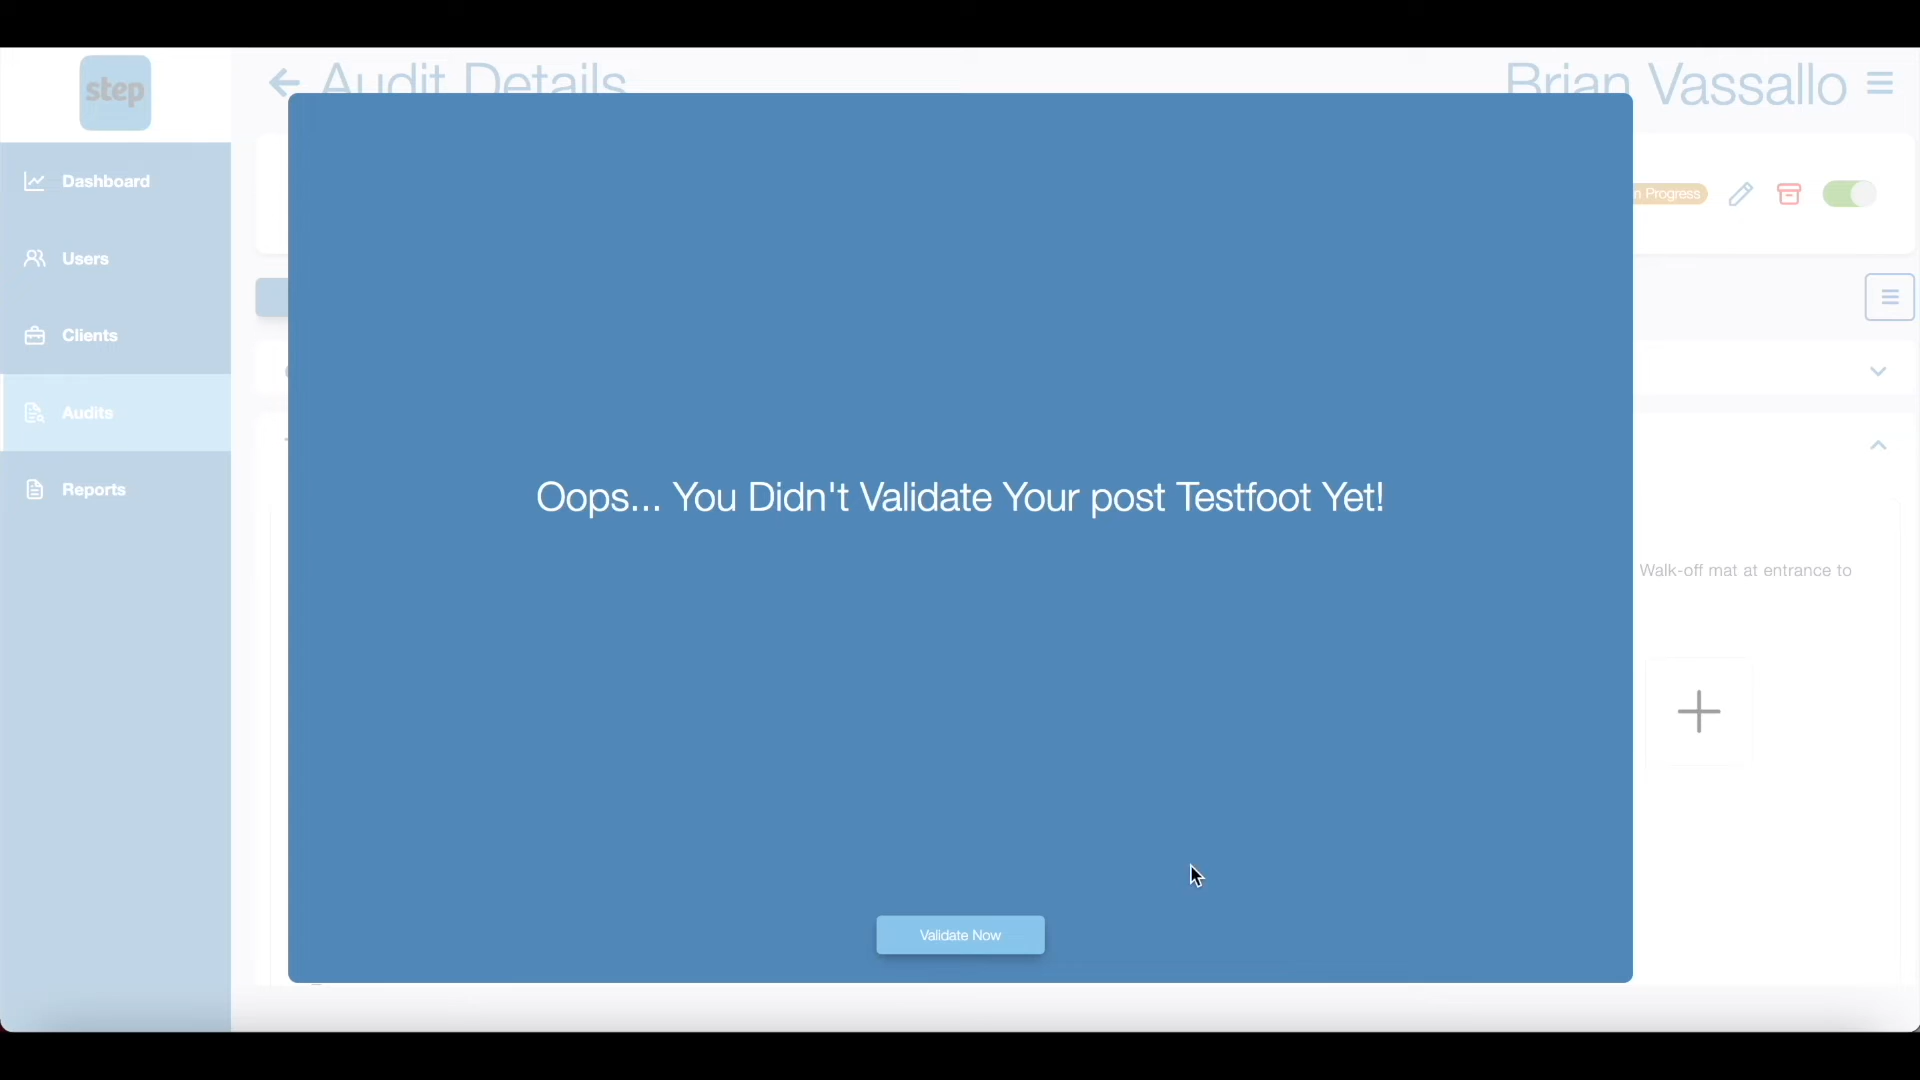 step
Audit Details
Brian Vassallo
Dashboard
n Progress
Users
Clients
Audits
Reports
Oops... You Didn't Validate Your post Testfoot Yet!
Walk-off mat at entrance to
Validate Now